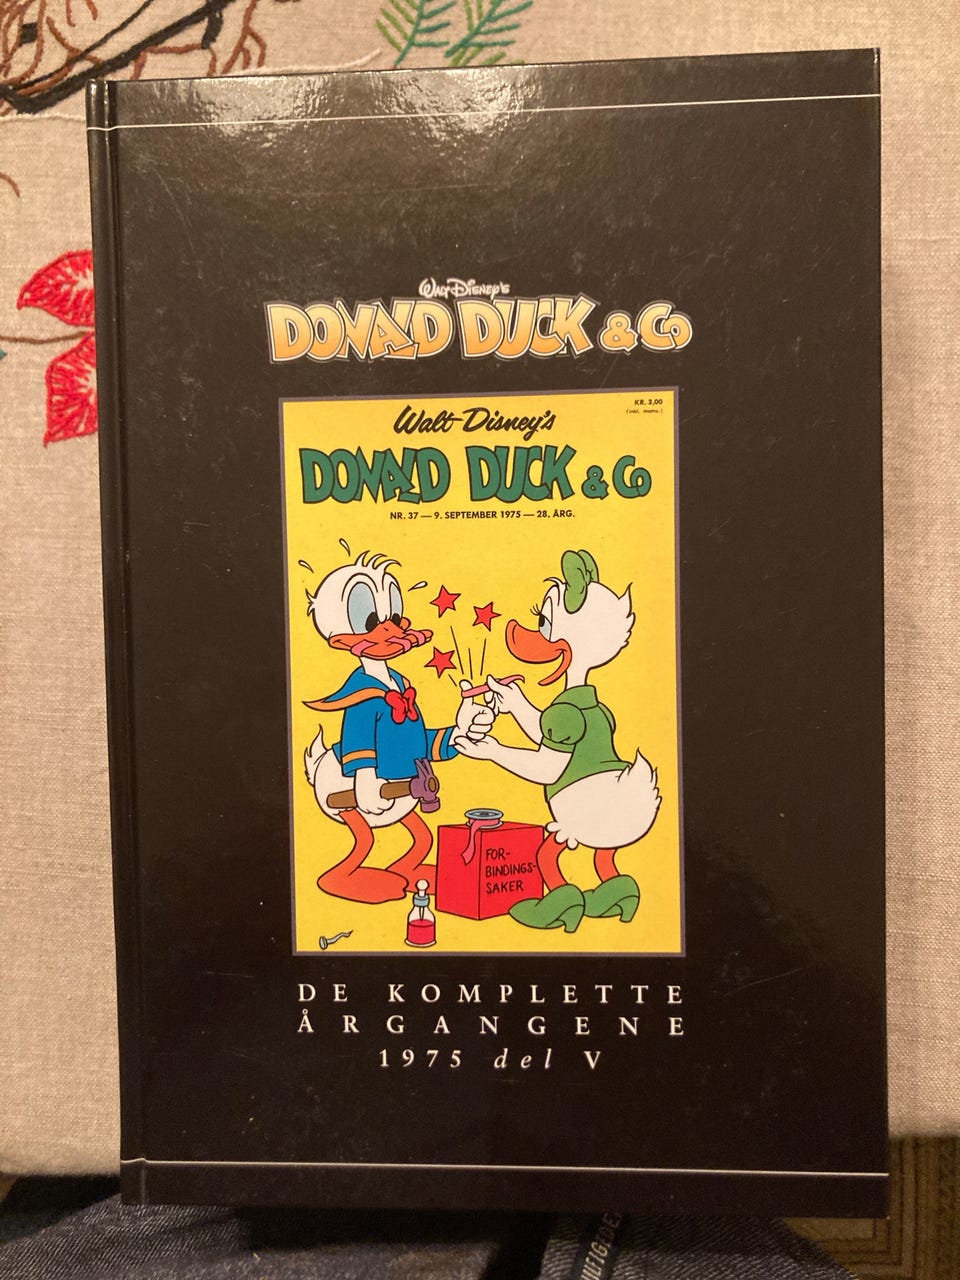 Walt Disney's
DONALD DUCK & Co
KR. 3,00
(inkl. moms.)
Walt Disney's
DONALD DUCK & Co
NR. 37 — 9. SEPTEMBER 1975 — 28. ÅRG.
FOR-
BINDINGS-
SAKER
DE KOMPLETTE
ÅRGANGENE
1975 del V